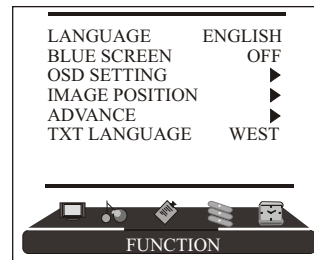 LANGUAGE ENGLISH
BLUE SCREEN OFF
OSD SETTING
IMAGE POSITION
ADVANCE
TXT LANGUAGE WEST
FUNCTION